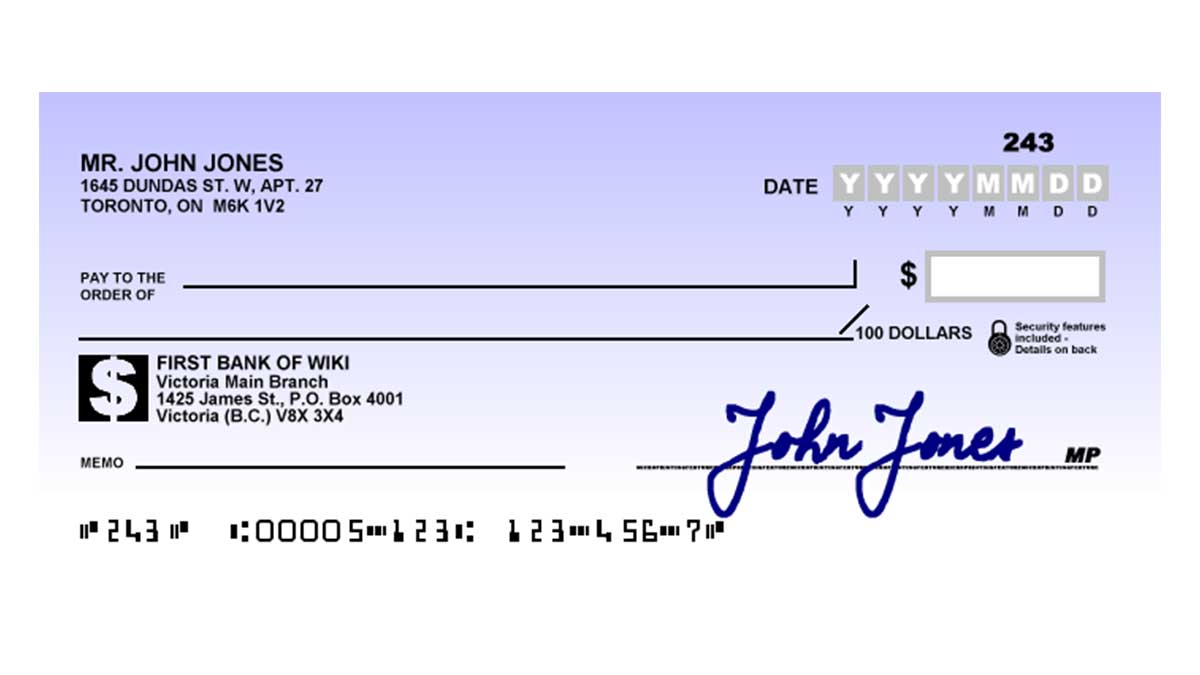 243
MR. JOHN JONES
1645 DUNDAS ST. W, APT. 27
TORONTO, ON M6K 1V2
DATE Y Y Y Y M M D D
Y Y Y Y M M D D
PAY TO THE
ORDER OF
$
/100 DOLLARS
Security features
included -
Details on back
$
FIRST BANK OF WIKI
Victoria Main Branch
1425 James St., P.O. Box 4001
Victoria (B.C.) V8X 3X4
John Jones
MEMO
MP
⑈243⑈ ⑆00005⑉123⑆ 123⑉456⑉7⑈